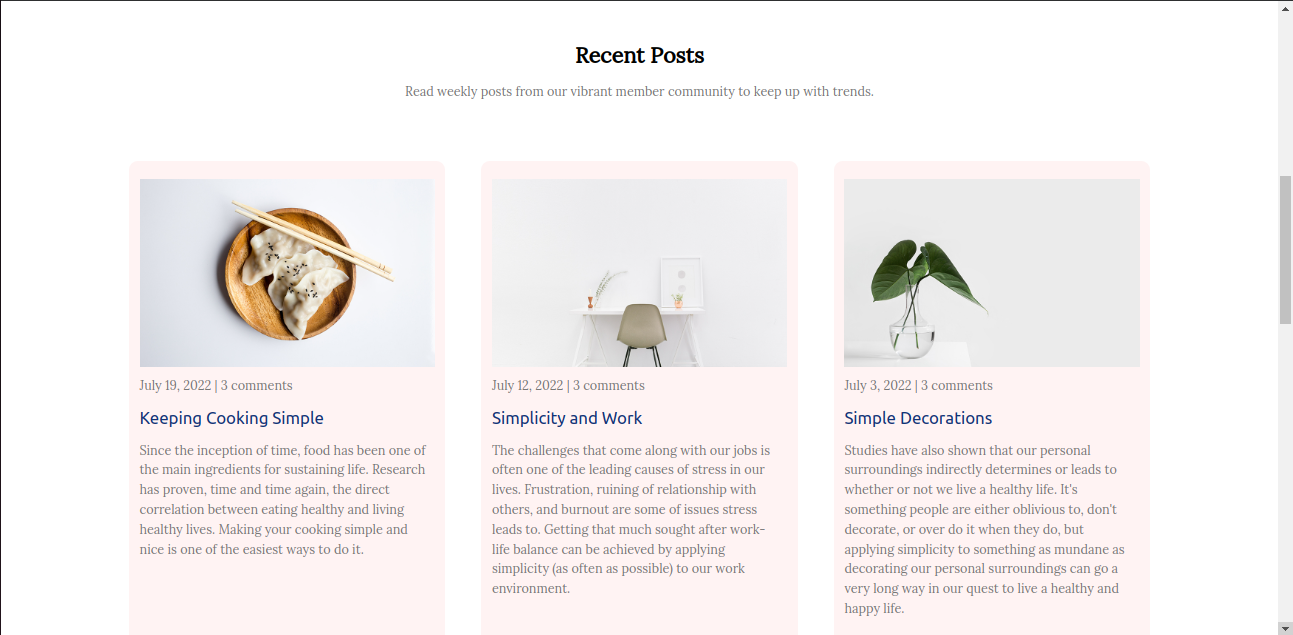 Recent Posts
Read weekly posts from our vibrant member community to keep up with trends.
July 19, 2022 | 3 comments
Keeping Cooking Simple
Since the inception of time, food has been one of
the main ingredients for sustaining life. Research
has proven, time and time again, the direct
correlation between eating healthy and living
healthy lives. Making your cooking simple and
nice is one of the easiest ways to do it.
July 12, 2022 | 3 comments
Simplicity and Work
The challenges that come along with our jobs is
often one of the leading causes of stress in our
lives. Frustration, ruining of relationship with
others, and burnout are some of issues stress
leads to. Getting that much sought after work-
life balance can be achieved by applying
simplicity (as often as possible) to our work
environment.
July 3, 2022 | 3 comments
Simple Decorations
Studies have also shown that our personal
surroundings indirectly determines or leads to
whether or not we live a healthy life. It's
something people are either oblivious to, don't
decorate, or over do it when they do, but
applying simplicity to something as mundane as
decorating our personal surroundings can go a
very long way in our quest to live a healthy and
happy life.